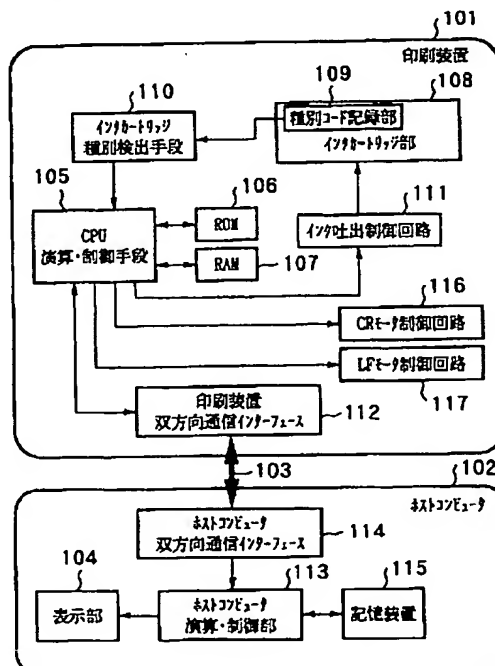 101
印刷装置
109
108
110
種別コード記録部
インクカートリッジ
種別検出手段
インクカートリッジ部
105
106
111
CPU
演算・制御手段
ROM
RAM
107
インク吐出制御回路
116
CRモータ制御回路
LFモータ制御回路
117
印刷装置
双方向通信インターフェース
112
103
102
ホストコンピュータ
ホストコンピュータ
双方向通信インターフェース
114
104
113
115
表示部
ホストコンピュータ
演算・制御部
記憶装置